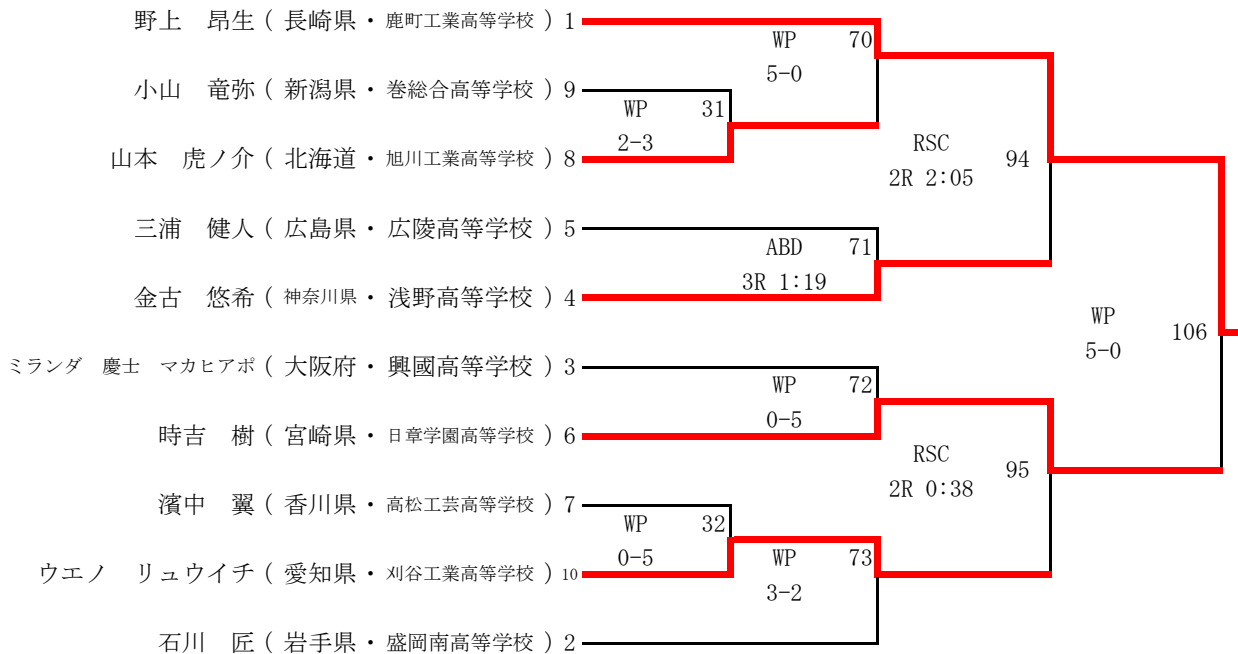 野上 昂生 ( 長崎県・鹿町工業高等学校 ) 1
WP 70
5-0
小山 竜弥 ( 新潟県・巻総合高等学校 ) 9
WP 31
2-3
山本 虎ノ介 ( 北海道・旭川工業高等学校 ) 8
RSC 94
2R 2:05
三浦 健人 ( 広島県・広陵高等学校 ) 5
ABD 71
3R 1:19
金古 悠希 ( 神奈川県・浅野高等学校 ) 4
WP 106
5-0
ミランダ 慶士 マカヒアポ ( 大阪府・興國高等学校 ) 3
WP 72
0-5
時吉 樹 ( 宮崎県・日章学園高等学校 ) 6
RSC 95
2R 0:38
濱中 翼 ( 香川県・高松工芸高等学校 ) 7
WP 32
0-5
ウエノ リュウイチ ( 愛知県・刈谷工業高等学校 ) 10
WP 73
3-2
石川 匠 ( 岩手県・盛岡南高等学校 ) 2